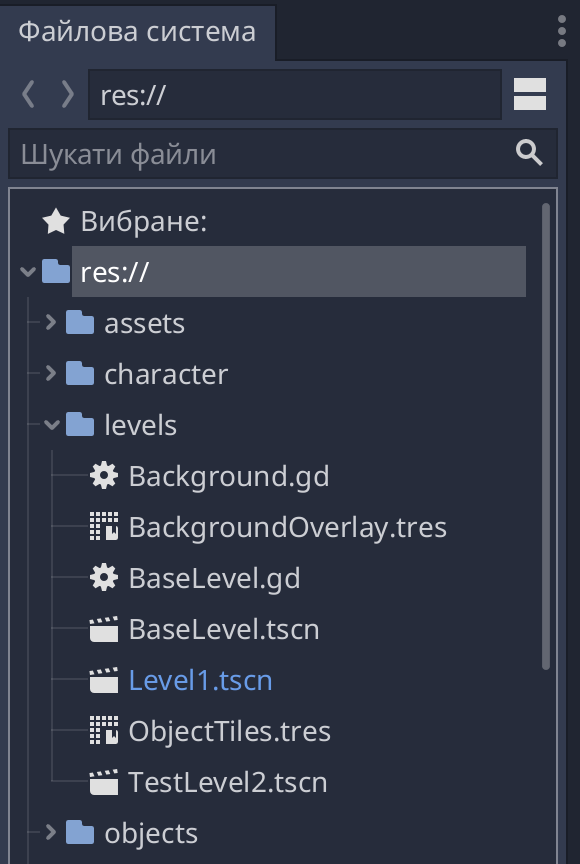 Файлова система
res://
Шукати файли
Вибране:
res://
assets
character
levels
Background.gd
BackgroundOverlay.tres
BaseLevel.gd
BaseLevel.tscn
Level1.tscn
ObjectTiles.tres
TestLevel2.tscn
objects